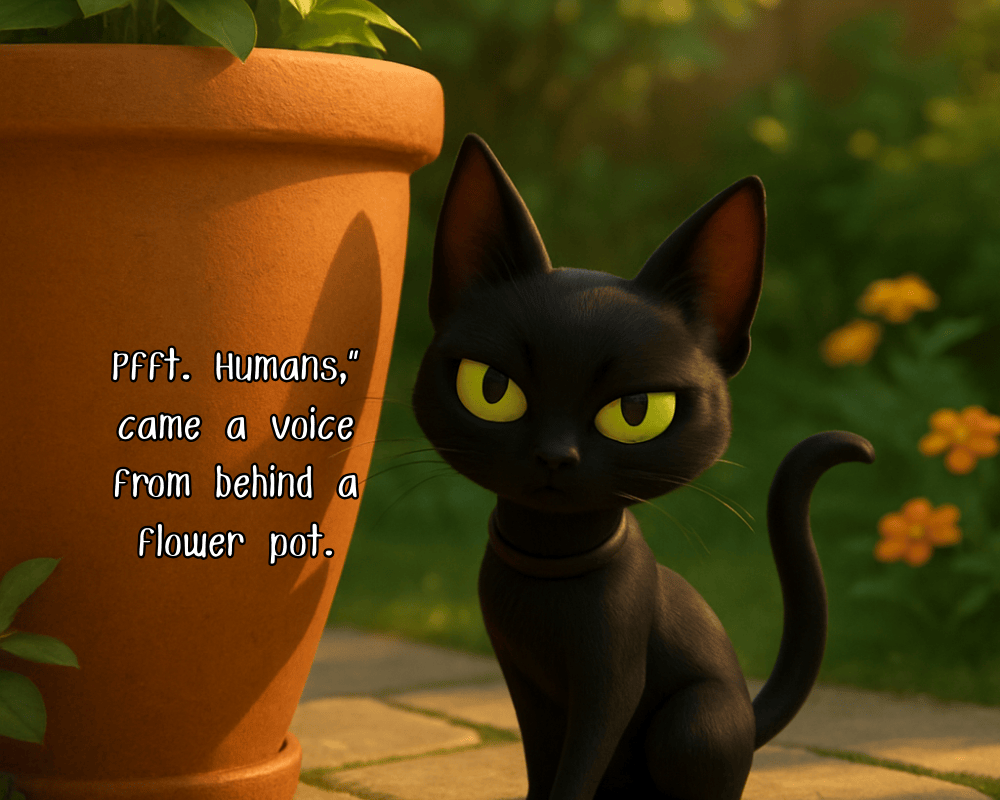 Pfft. Humans,"
came a voice
from behind a
flower pot.